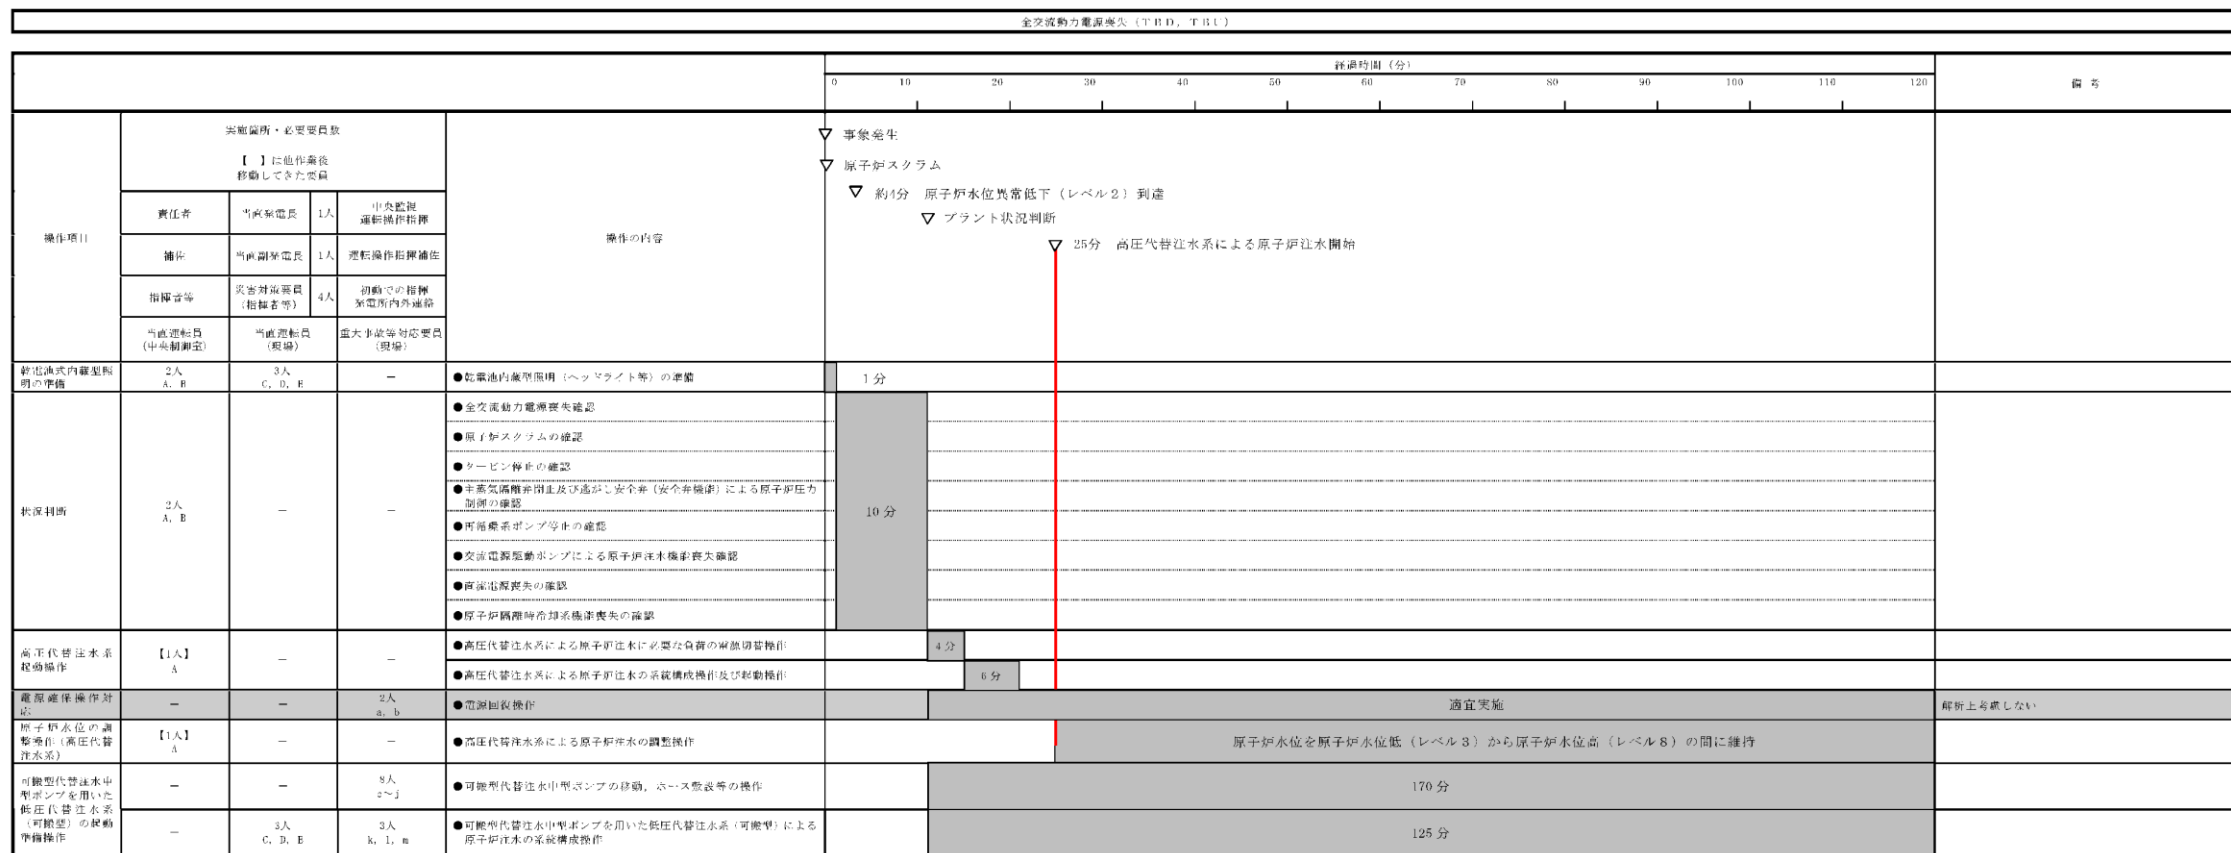 全交流動力電源喪失（ＴＢＤ，ＴＢＵ）
経過時間（分）
備考
0 10 20 30 40 50 60 70 80 90 100 110 120
操作項目
実施箇所・必要要員数
【　】は他作業後
移動してきた要員
操作の内容
責任者
当直発電長
1人
中央監視
運転操作指揮
補佐
当直副発電長
1人
運転操作指揮補佐
指揮者等
災害対策要員
（指揮者等）
4人
初動での指揮
発電所内外連絡
当直運転員
（中央制御室）
当直運転員
（現場）
重大事故等対応要員
（現場）
事象発生
原子炉スクラム
約4分　原子炉水位異常低下（レベル２）到達
プラント状況判断
25分　高圧代替注水系による原子炉注水開始
乾電池式内蔵型照
明の準備
2人
A，B
3人
C，D，E
－
●乾電池内蔵型照明（ヘッドライト等）の準備
1分
状況判断
2人
A，B
－
－
●全交流動力電源喪失確認
●原子炉スクラムの確認
●タービン停止の確認
●主蒸気隔離弁閉止及び逃がし安全弁（安全弁機能）による原子炉圧力
制御の確認
●再循環系ポンプ停止の確認
●交流電源駆動ポンプによる原子炉注水機能喪失確認
●直流電源喪失の確認
●原子炉隔離時冷却系機能喪失の確認
10分
高圧代替注水系
起動操作
【1人】
A
－
－
●高圧代替注水系による原子炉注水に必要な負荷の電源切替操作
4分
●高圧代替注水系による原子炉注水の系統構成操作及び起動操作
6分
電源確保操作対
応
－
－
2人
a，b
●電源回復操作
適宜実施
解析上考慮しない
原子炉水位の調
整操作（高圧代替
注水系）
【1人】
A
－
－
●高圧代替注水系による原子炉注水の調整操作
原子炉水位を原子炉水位低（レベル３）から原子炉水位高（レベル８）の間に維持
可搬型代替注水中
型ポンプを用いた
低圧代替注水系
（可搬型）の起動
準備操作
－
－
8人
c～j
●可搬型代替注水中型ポンプの移動，ホース敷設等の操作
170分
－
3人
C，D，E
3人
k，l，m
●可搬型代替注水中型ポンプを用いた低圧代替注水系（可搬型）による
原子炉注水の系統構成操作
125分